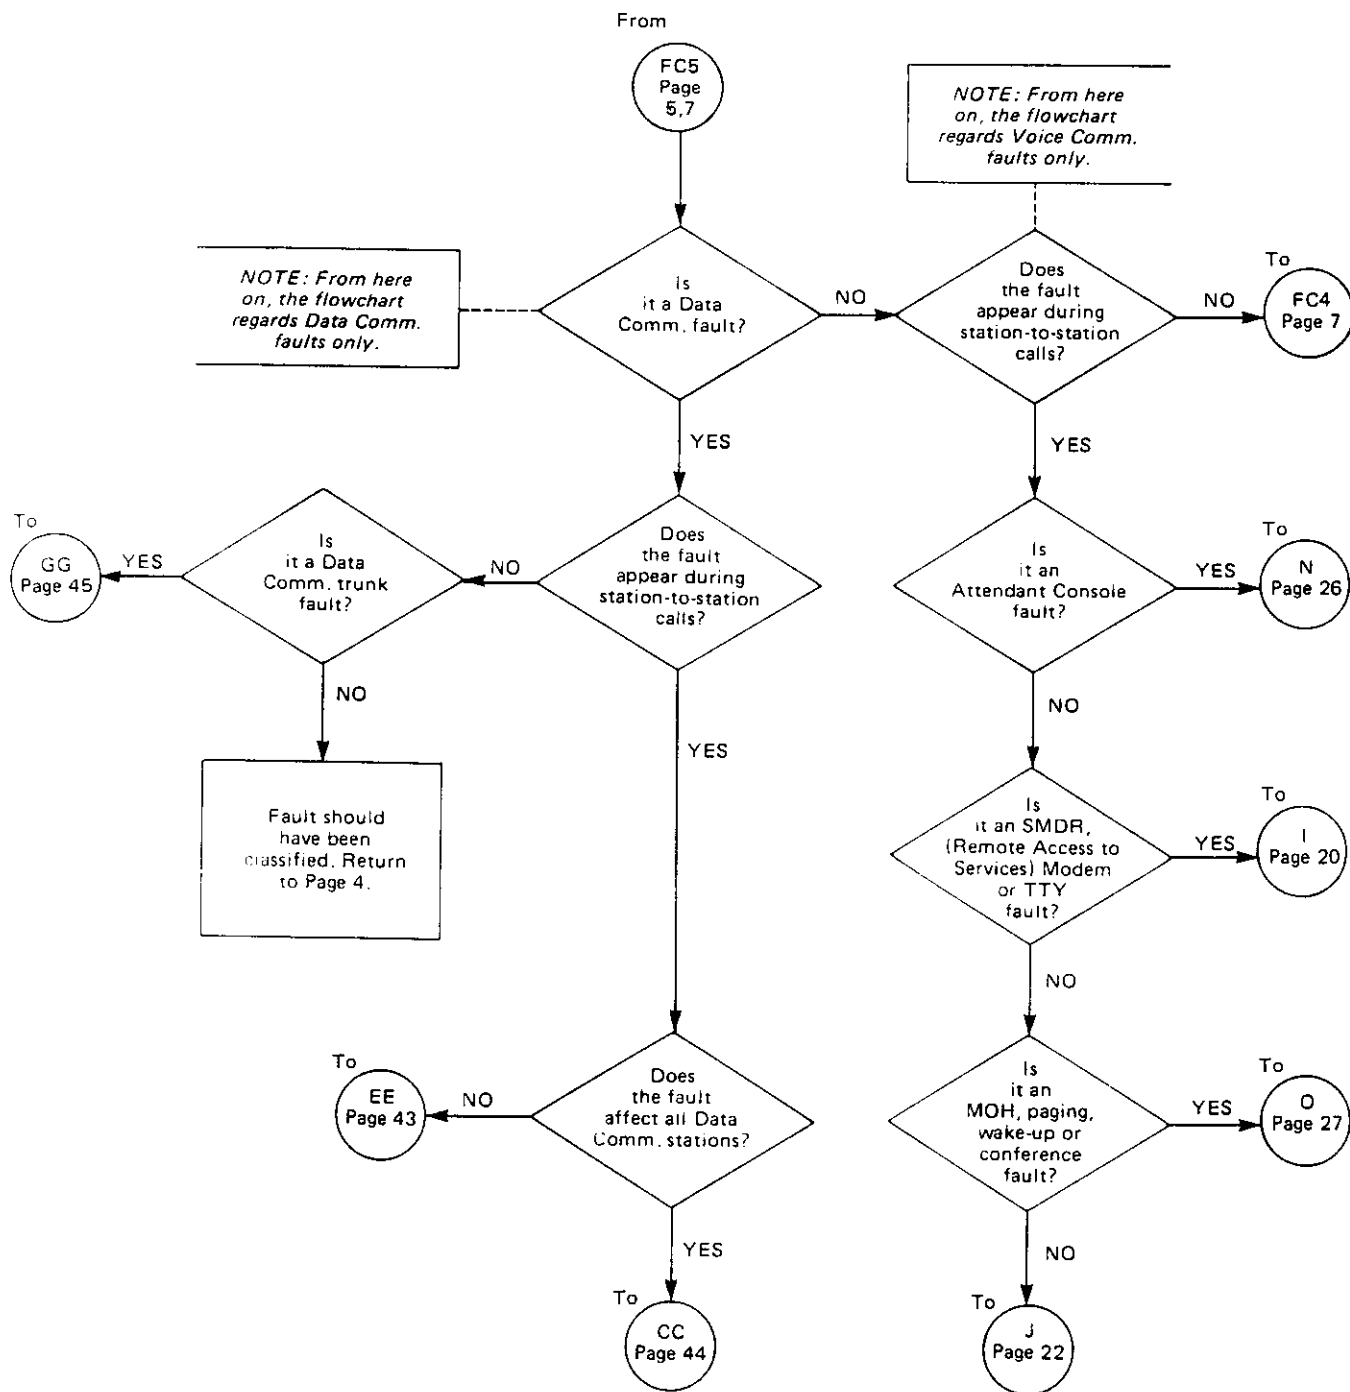 From
FC5
Page
5,7
NOTE: From here
on, the flowchart
regards Voice Comm.
faults only.
NOTE: From here
on, the flowchart
regards Data Comm.
faults only.
Is
it a Data
Comm. fault?
NO
Does
the fault
appear during
station-to-station
calls?
NO
To
FC4
Page 7
YES
YES
To
GG
Page 45
YES
Is
it a Data
Comm. trunk
fault?
NO
Does
the fault
appear during
station-to-station
calls?
Is
it an
Attendant Console
fault?
YES
To
N
Page 26
NO
NO
YES
Fault should
have been
classified. Return
to Page 4.
Is
it an SMDR,
(Remote Access to
Services) Modem
or TTY
fault?
YES
To
I
Page 20
NO
To
EE
Page 43
NO
Does
the fault
affect all Data
Comm. stations?
Is
it an
MOH, paging,
wake-up or
conference
fault?
YES
To
O
Page 27
YES
NO
To
CC
Page 44
To
J
Page 22